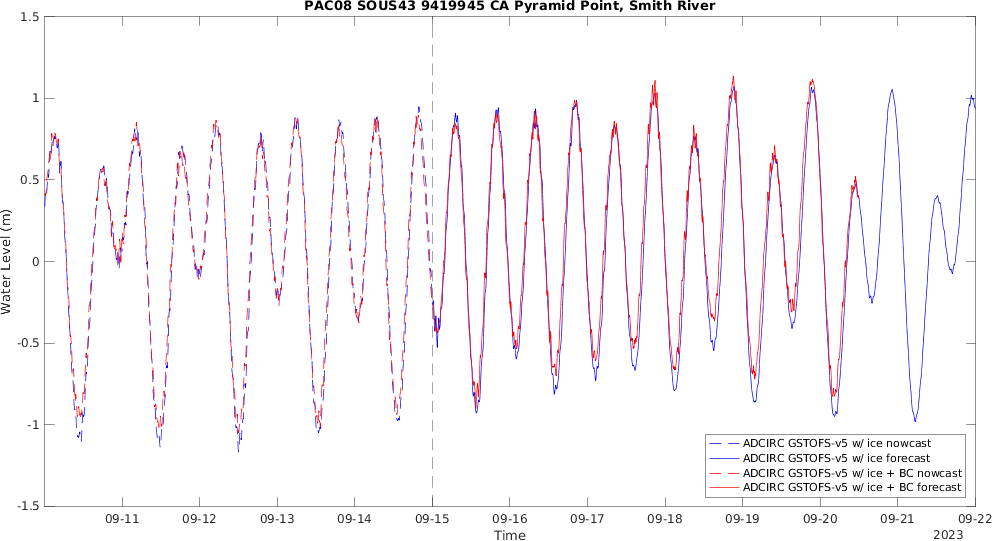 PAC08 SOUS43 9419945 CA Pyramid Point, Smith River
1.5
1
0.5
0
-0.5
-1
-1.5
Water Level (m)
ADCIRC GSTOFS-v5 w/ ice nowcast
ADCIRC GSTOFS-v5 w/ ice forecast
ADCIRC GSTOFS-v5 w/ ice + BC nowcast
ADCIRC GSTOFS-v5 w/ ice + BC forecast
09-11 09-12 09-13 09-14 09-15 09-16 09-17 09-18 09-19 09-20 09-21 09-22
Time
2023